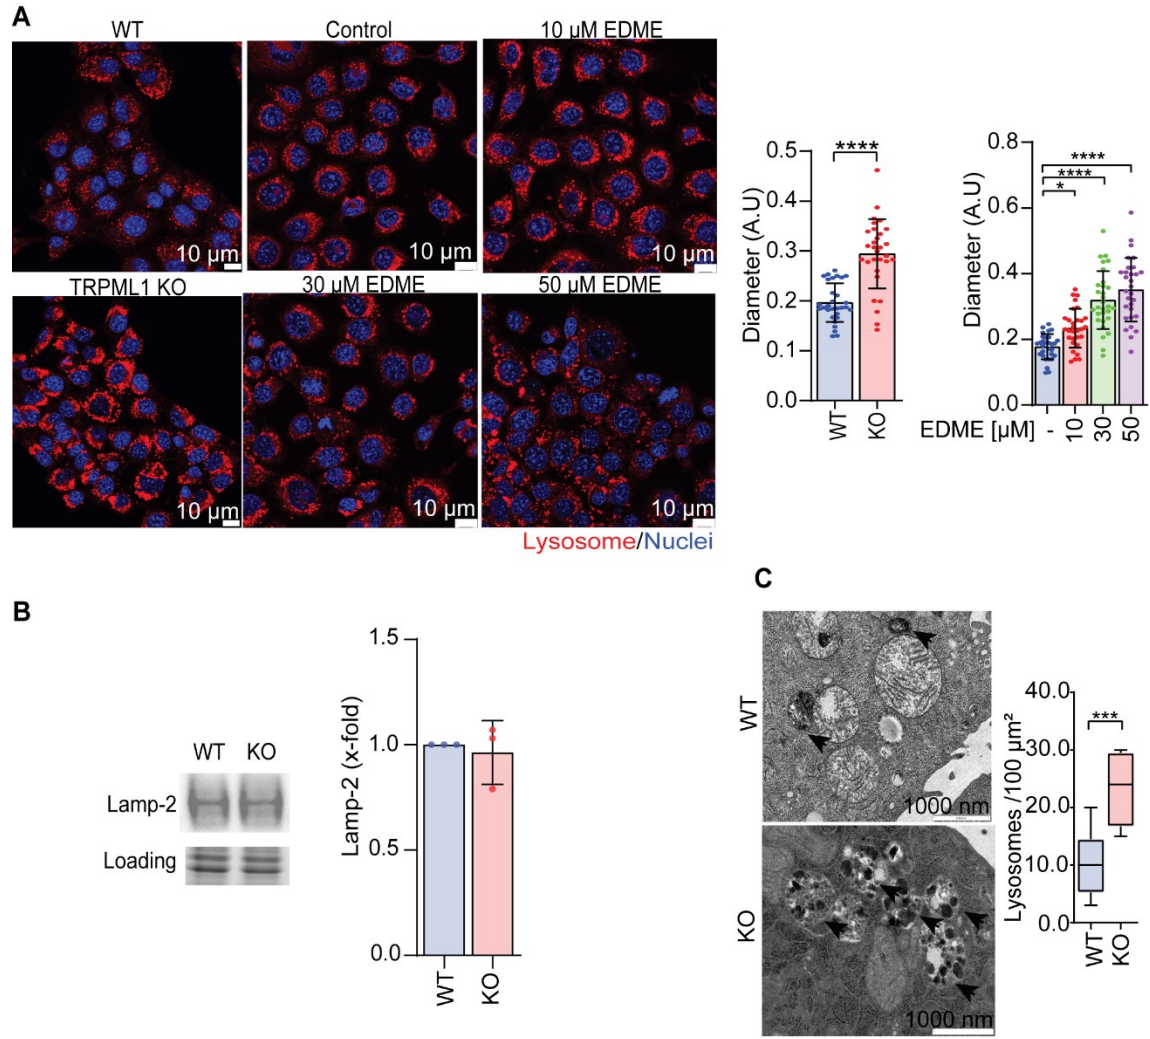 A
WT
Control
10 µM EDME
10 µm
10 µm
10 µm
TRPML1 KO
30 µM EDME
50 µM EDME
10 µm
10 µm
10 µm
Lysosome/Nuclei
Diameter (A.U)
0.5
0.4
0.3
0.2
0.1
0.0
****
WT
KO
Diameter (A.U)
0.8
0.6
0.4
0.2
0.0
****
****
*
EDME [µM]
-
10
30
50
B
WT KO
Lamp-2
Loading
Lamp-2 (x-fold)
1.5
1.0
0.5
0.0
WT
KO
C
WT
1000 nm
KO
1000 nm
Lysosomes /100 µm²
40.0
30.0
20.0
10.0
0.0
***
WT
KO